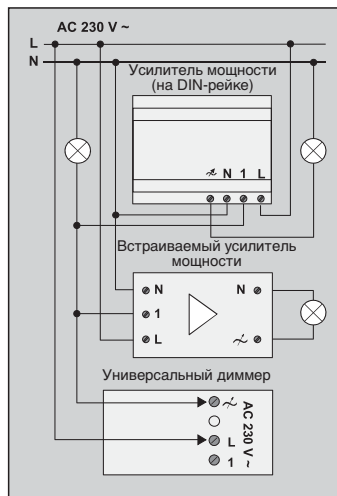 AC 230 V ~
L
N
Усилитель мощности
(на DIN-рейке)
N 1 L
Встраиваемый усилитель
мощности
N N
1
L
Универсальный диммер
L
1
AC 230 V ~